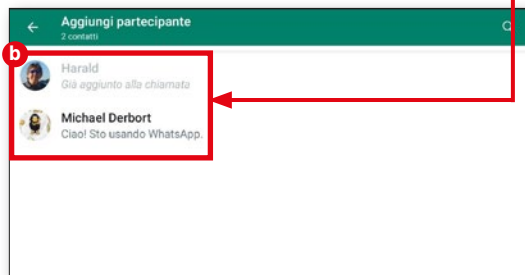 Aggiungi partecipante
2 contatti
b
Harald
Già aggiunto alla chiamata
Michael Derbort
Ciao! Sto usando WhatsApp.